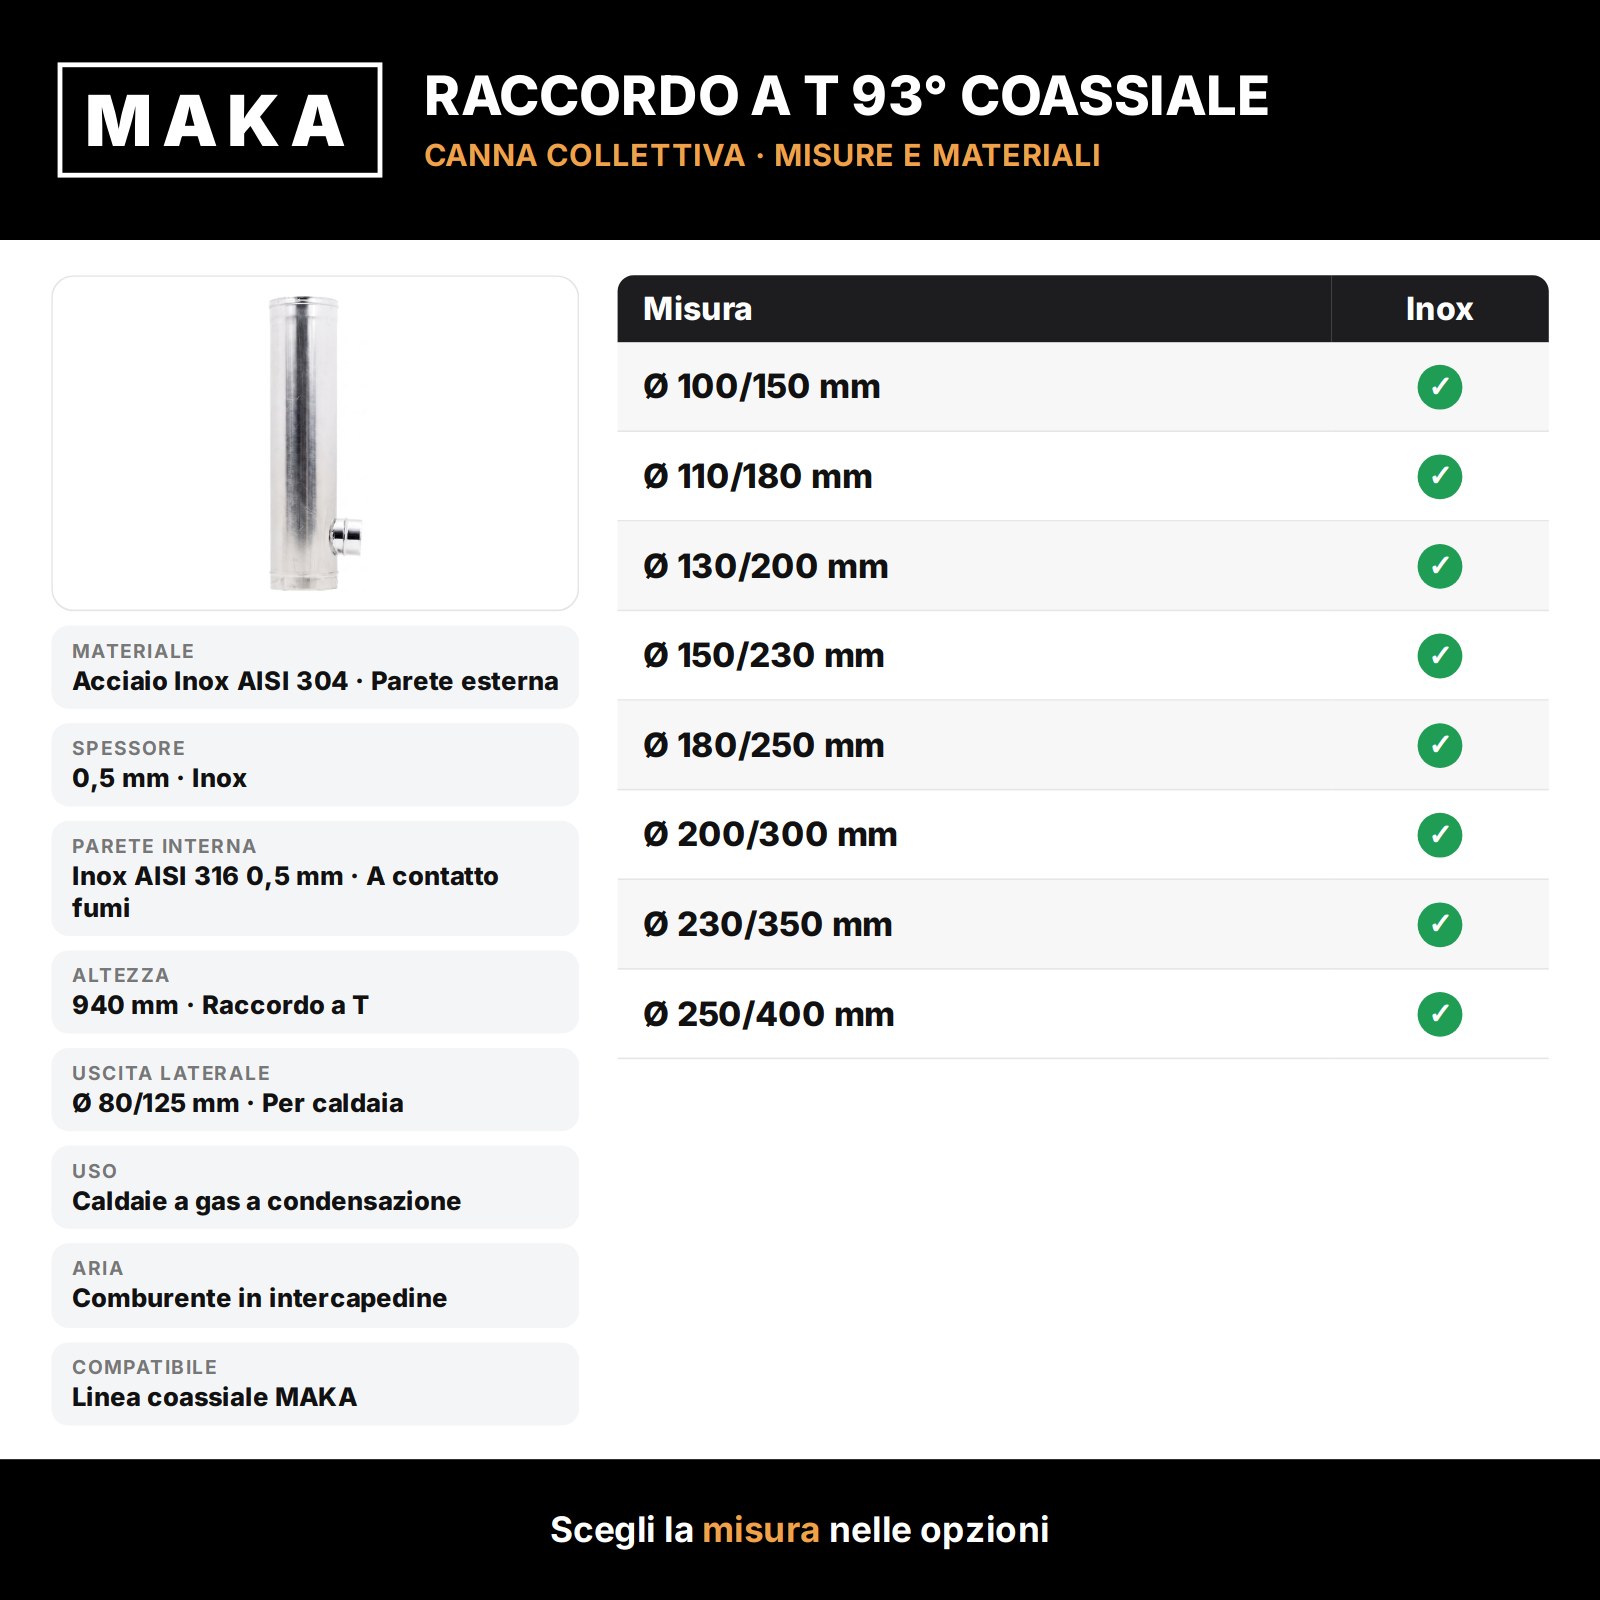 MAKA
RACCORDO A T 93° COASSIALE
CANNA COLLETTIVA · MISURE E MATERIALI
MATERIALE
Acciaio Inox AISI 304 · Parete esterna
SPESSORE
0,5 mm · Inox
PARETE INTERNA
Inox AISI 316 0,5 mm · A contatto
fumi
ALTEZZA
940 mm · Raccordo a T
USCITA LATERALE
Ø 80/125 mm · Per caldaia
USO
Caldaie a gas a condensazione
ARIA
Comburente in intercapedine
COMPATIBILE
Linea coassiale MAKA
Misura Inox
Ø 100/150 mm ✓
Ø 110/180 mm ✓
Ø 130/200 mm ✓
Ø 150/230 mm ✓
Ø 180/250 mm ✓
Ø 200/300 mm ✓
Ø 230/350 mm ✓
Ø 250/400 mm ✓
Scegli la misura nelle opzioni